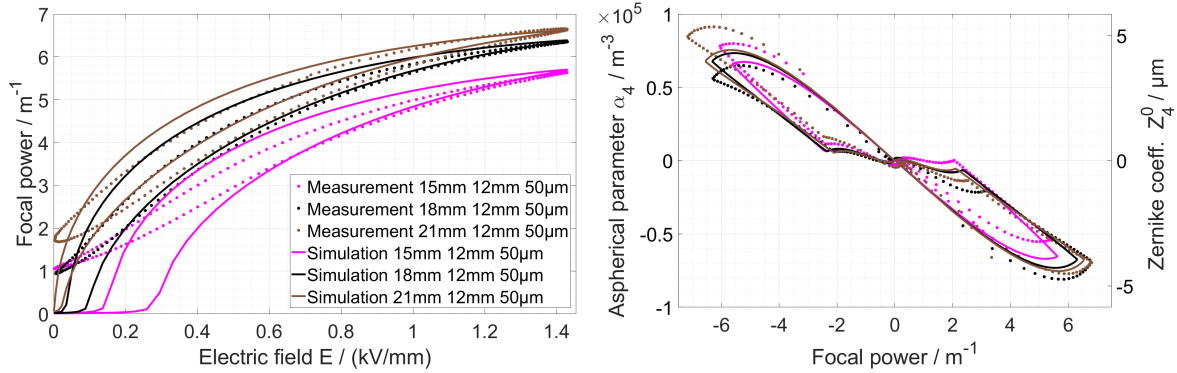 7
6
5
4
3
2
1
0
Focal power / m⁻¹
0
0.2
0.4
0.6
0.8
1
1.2
1.4
Electric field E / (kV/mm)
Measurement 15mm 12mm 50μm
Measurement 18mm 12mm 50μm
Measurement 21mm 12mm 50μm
Simulation 15mm 12mm 50μm
Simulation 18mm 12mm 50μm
Simulation 21mm 12mm 50μm
×10⁵
1
0.5
0
-0.5
-1
Aspherical parameter α₄ / m⁻³
-6
-4
-2
0
2
4
6
Focal power / m⁻¹
5
0
-5
Zernike coeff. Z₄⁰ / μm